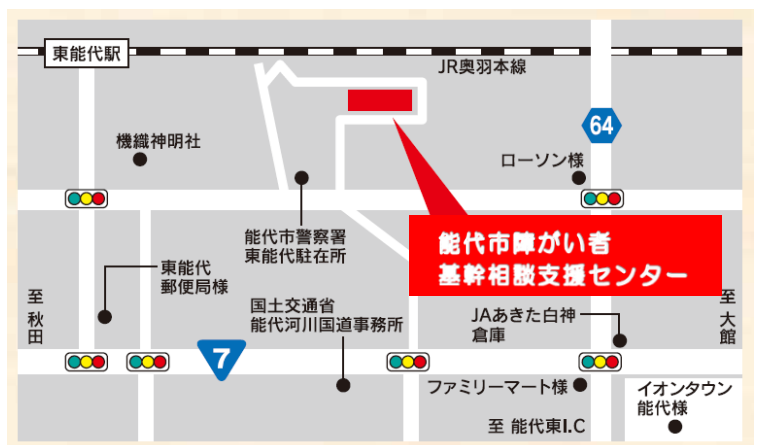 東能代駅
JR奥羽本線
64
機織神明社
ローソン様
能代市警察署
東能代駐在所
能代市障がい者
基幹相談支援センター
東能代
郵便局様
至
秋田
国土交通省
能代河川国道事務所
JAあきた白神
倉庫
至
大館
7
ファミリーマート様
イオンタウン
能代様
至 能代東I.C